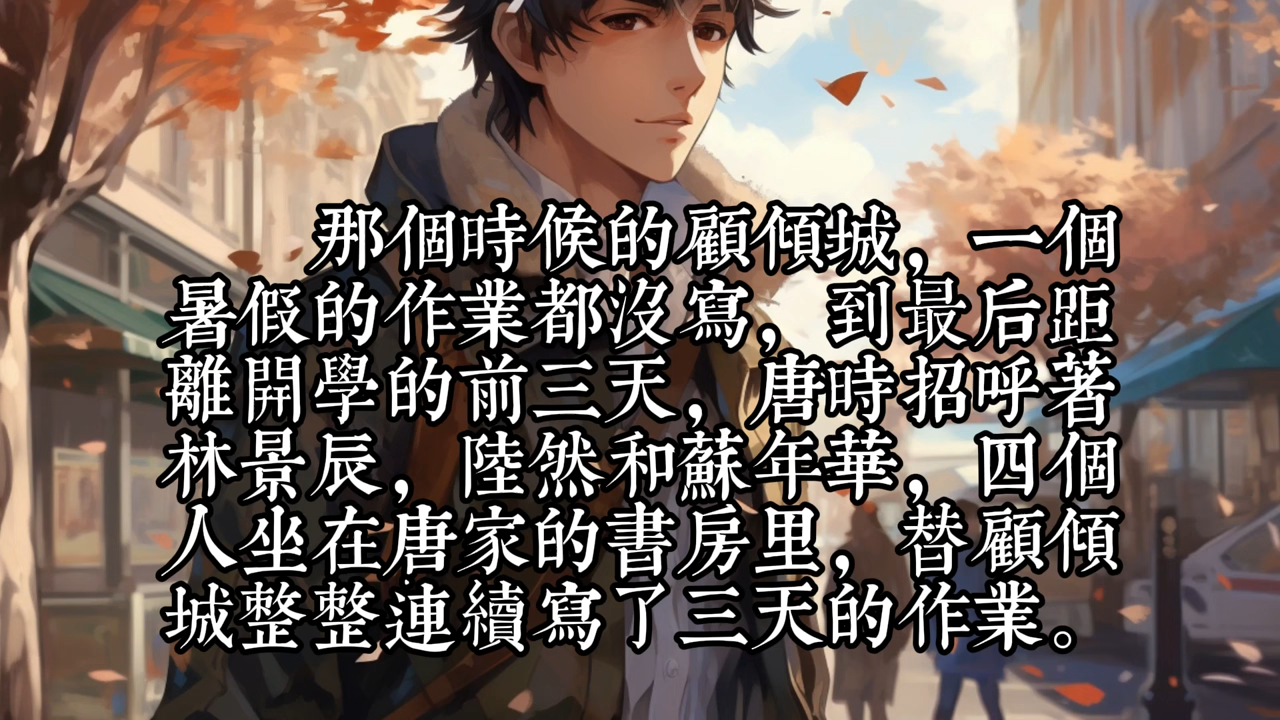 那個時候的顧傾城，一個
暑假的作業都沒寫，到最后距
離開學的前三天，唐時招呼著
林景辰，陸然和蘇年華，四個
人坐在唐家的書房里，替顧傾
城整整連續寫了三天的作業。